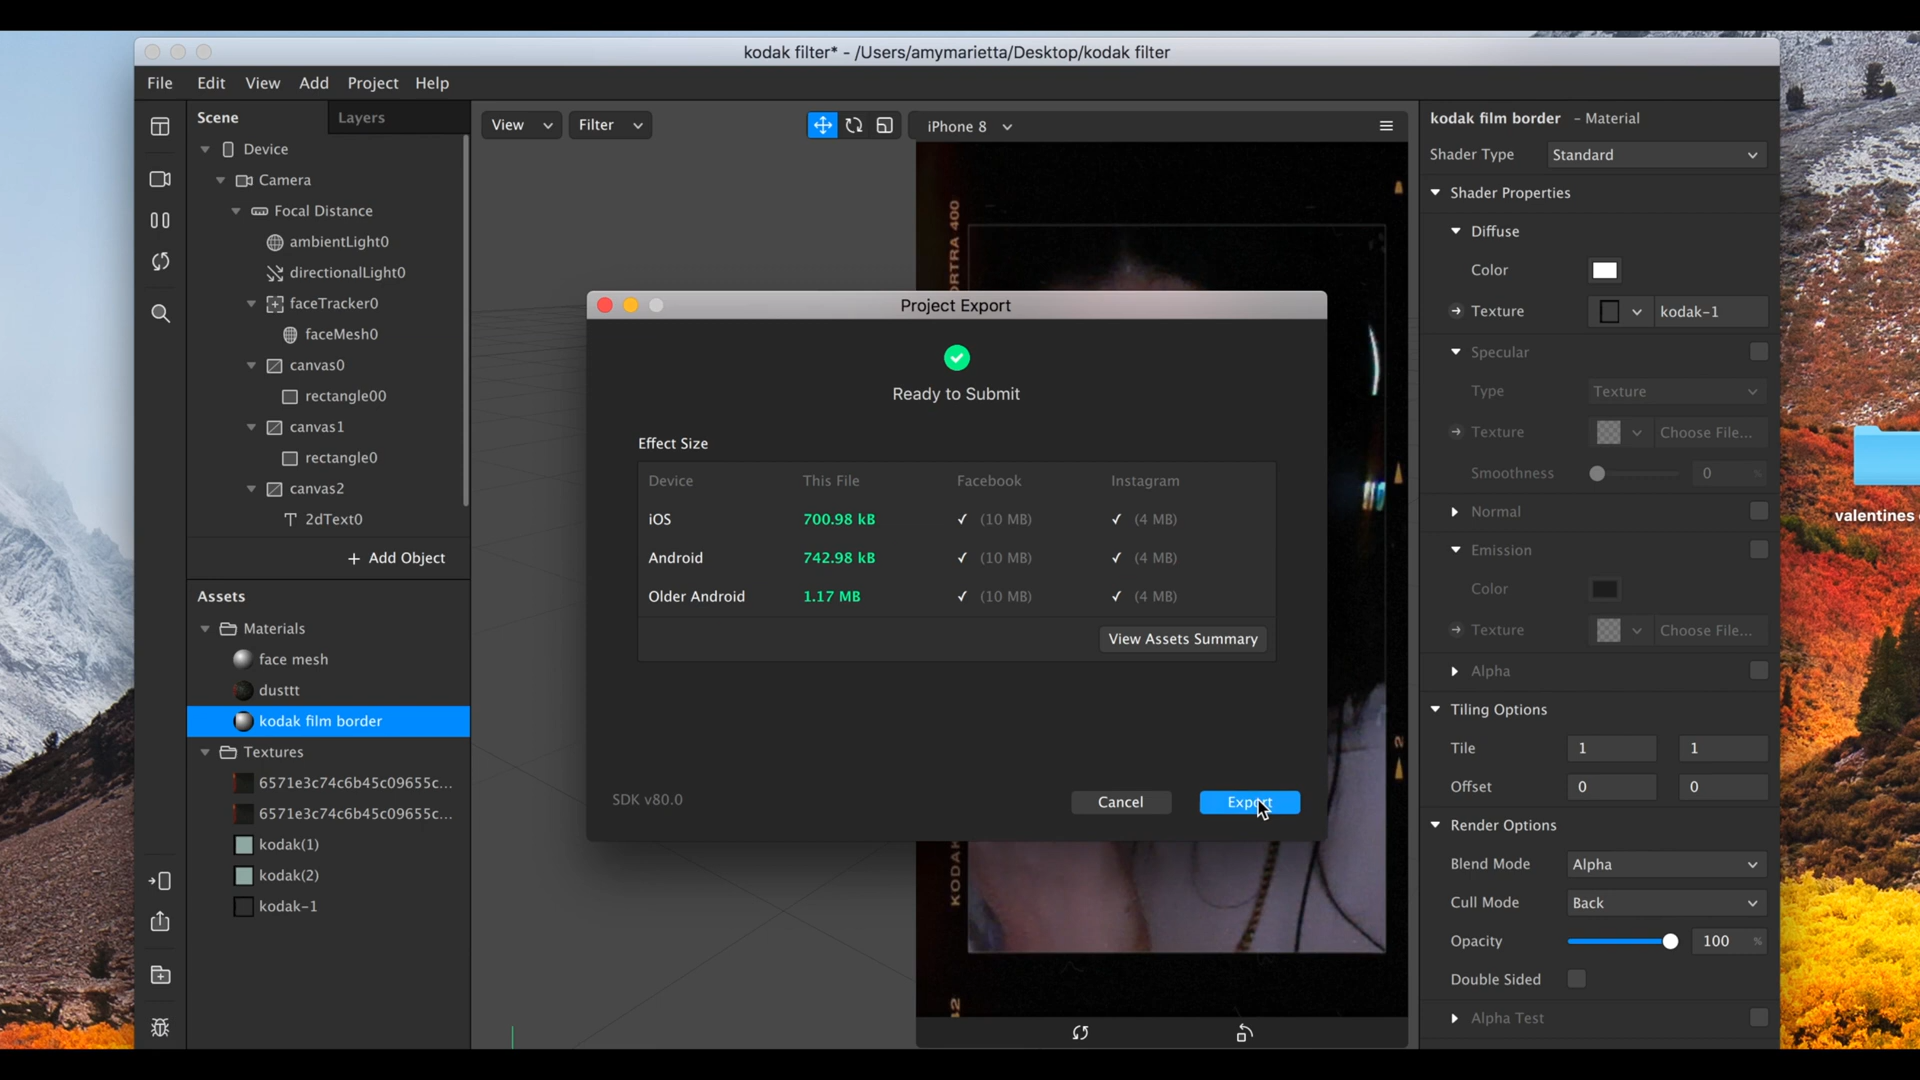 kodak filter* - /Users/amymarietta/Desktop/kodak filter
File Edit View Add Project Help
Scene
Layers
Device
Camera
Focal Distance
ambientLight0
directionalLight0
faceTracker0
faceMesh0
canvas0
rectangle00
canvas1
rectangle0
canvas2
2dText0
+ Add Object
Assets
Materials
face mesh
dusttt
kodak film border
Textures
6571e3c74c6b45c09655c...
6571e3c74c6b45c09655c...
kodak(1)
kodak(2)
kodak-1
View
Filter
iPhone 8
ORTRA 400
KODAK
2
Project Export
Ready to Submit
Effect Size
Device This File Facebook Instagram
iOS 700.98 kB ✓ (10 MB) ✓ (4 MB)
Android 742.98 kB ✓ (10 MB) ✓ (4 MB)
Older Android 1.17 MB ✓ (10 MB) ✓ (4 MB)
View Assets Summary
SDK v80.0
Cancel
Export
kodak film border - Material
Shader Type Standard
Shader Properties
Diffuse
Color
Texture kodak-1
Specular
Type Texture
Texture Choose File...
Smoothness 0 %
Normal
Emission
Color
Texture Choose File...
Alpha
Tiling Options
Tile 1 1
Offset 0 0
Render Options
Blend Mode Alpha
Cull Mode Back
Opacity 100 %
Double Sided
Alpha Test
valentines